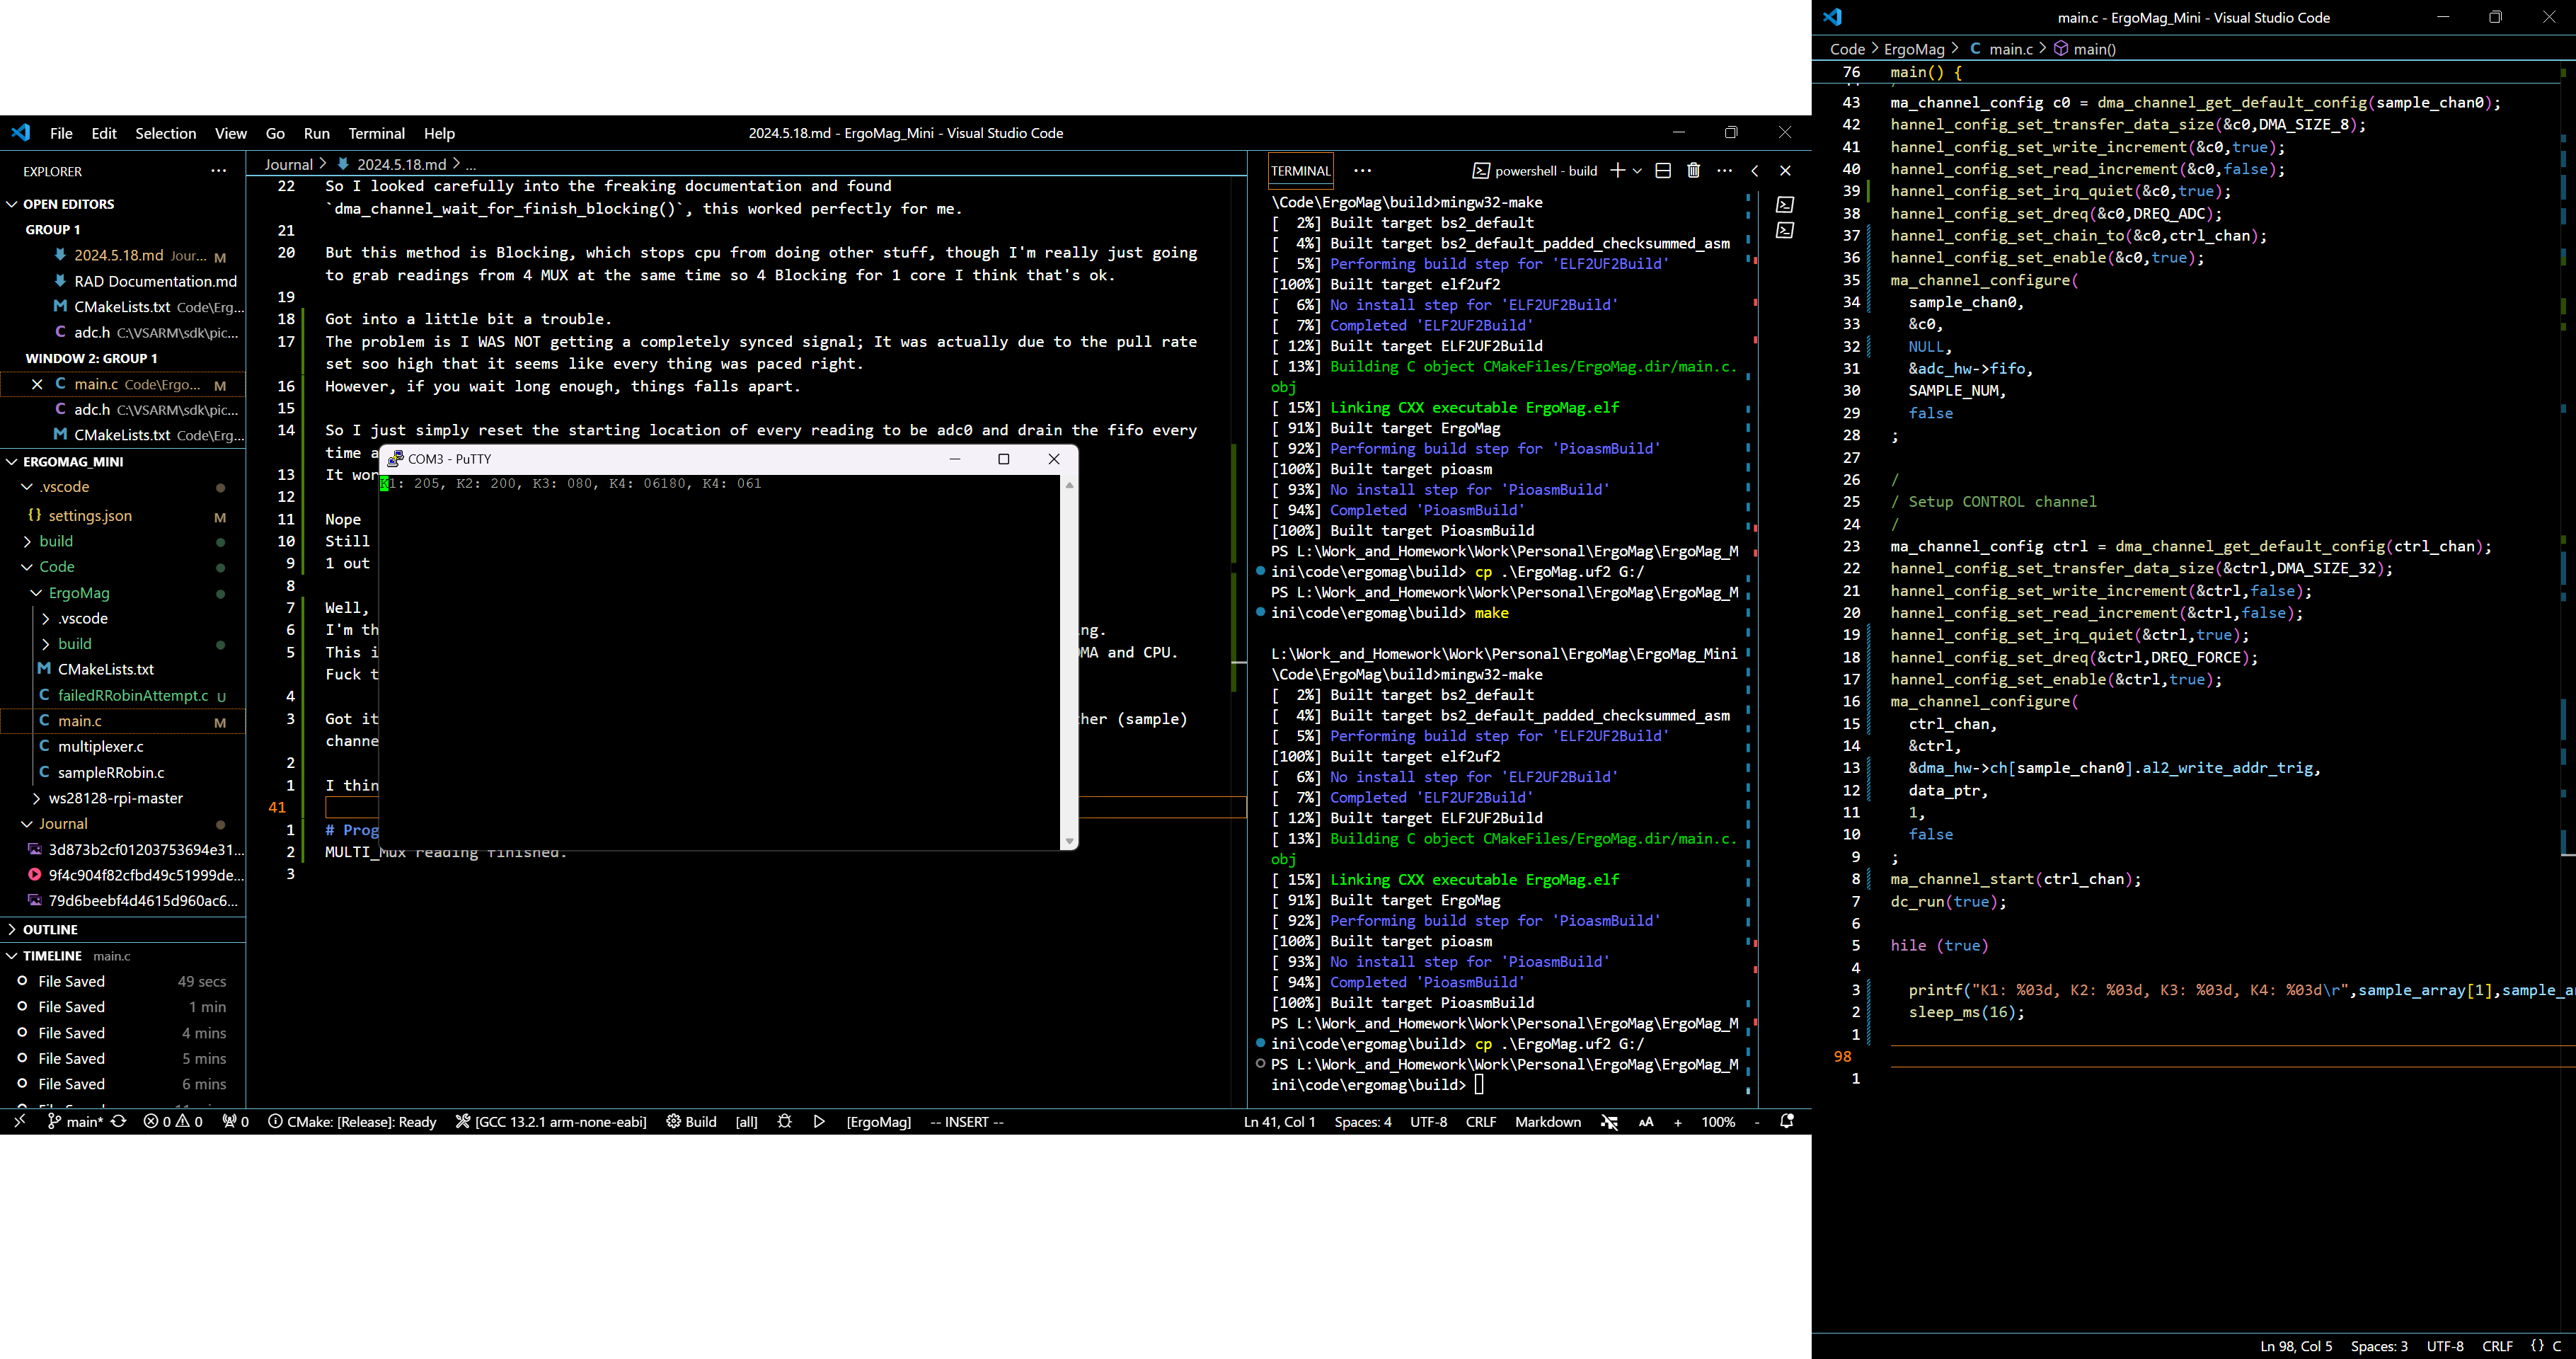 File Edit Selection View Go Run Terminal Help
2024.5.18.md - ErgoMag_Mini - Visual Studio Code
EXPLORER
OPEN EDITORS
GROUP 1
2024.5.18.md Jour... M
RAD Documentation.md
CMakeLists.txt Code\Erg...
adc.h C:\VSARM\sdk\pic...
WINDOW 2: GROUP 1
main.c Code\Ergo... M
adc.h C:\VSARM\sdk\pic...
CMakeLists.txt Code\Erg...
ERGOMAG_MINI
.vscode
settings.json M
build
Code
ErgoMag
.vscode
build
CMakeLists.txt
failedRRobinAttempt.c U
main.c M
multiplexer.c
sampleRRobin.c
ws28128-rpi-master
Journal
3d873b2cf01203753694e31...
9f4c904f82cfbd49c51999de...
79d6beebf4d4615d960ac6...
OUTLINE
TIMELINE main.c
File Saved 49 secs
File Saved 1 min
File Saved 4 mins
File Saved 5 mins
File Saved 6 mins
Journal > 2024.5.18.md > ...
22 So I looked carefully into the freaking documentation and found
`dma_channel_wait_for_finish_blocking()`, this worked perfectly for me.
21
20 But this method is Blocking, which stops cpu from doing other stuff, though I'm really just going
to grab readings from 4 MUX at the same time so 4 Blocking for 1 core I think that's ok.
19
18 Got into a little bit a trouble.
17 The problem is I WAS NOT getting a completely synced signal; It was actually due to the pull rate
set soo high that it seems like every thing was paced right.
16 However, if you wait long enough, things falls apart.
15
14 So I just simply reset the starting location of every reading to be adc0 and drain the fifo every
time a
13 It wor
12
11 Nope
10 Still
9 1 out
8
7 Well,
6 I'm th ng.
5 This i MA and CPU.
Fuck t
4
3 Got it her (sample)
channe
2
1 I thin
41
1 # Prog
2 MULTI_Mux reading finished.
3
COM3 - PuTTY
K1: 205, K2: 200, K3: 080, K4: 06180, K4: 061
TERMINAL
powershell - build
\Code\ErgoMag\build>mingw32-make
[ 2%] Built target bs2_default
[ 4%] Built target bs2_default_padded_checksummed_asm
[ 5%] Performing build step for 'ELF2UF2Build'
[100%] Built target elf2uf2
[ 6%] No install step for 'ELF2UF2Build'
[ 7%] Completed 'ELF2UF2Build'
[ 12%] Built target ELF2UF2Build
[ 13%] Building C object CMakeFiles/ErgoMag.dir/main.c.
obj
[ 15%] Linking CXX executable ErgoMag.elf
[ 91%] Built target ErgoMag
[ 92%] Performing build step for 'PioasmBuild'
[100%] Built target pioasm
[ 93%] No install step for 'PioasmBuild'
[ 94%] Completed 'PioasmBuild'
[100%] Built target PioasmBuild
PS L:\Work_and_Homework\Work\Personal\ErgoMag\ErgoMag_M
ini\code\ergomag\build> cp .\ErgoMag.uf2 G:/
PS L:\Work_and_Homework\Work\Personal\ErgoMag\ErgoMag_M
ini\code\ergomag\build> make
L:\Work_and_Homework\Work\Personal\ErgoMag\ErgoMag_Mini
\Code\ErgoMag\build>mingw32-make
[ 2%] Built target bs2_default
[ 4%] Built target bs2_default_padded_checksummed_asm
[ 5%] Performing build step for 'ELF2UF2Build'
[100%] Built target elf2uf2
[ 6%] No install step for 'ELF2UF2Build'
[ 7%] Completed 'ELF2UF2Build'
[ 12%] Built target ELF2UF2Build
[ 13%] Building C object CMakeFiles/ErgoMag.dir/main.c.
obj
[ 15%] Linking CXX executable ErgoMag.elf
[ 91%] Built target ErgoMag
[ 92%] Performing build step for 'PioasmBuild'
[100%] Built target pioasm
[ 93%] No install step for 'PioasmBuild'
[ 94%] Completed 'PioasmBuild'
[100%] Built target PioasmBuild
PS L:\Work_and_Homework\Work\Personal\ErgoMag\ErgoMag_M
ini\code\ergomag\build> cp .\ErgoMag.uf2 G:/
PS L:\Work_and_Homework\Work\Personal\ErgoMag\ErgoMag_M
ini\code\ergomag\build>
main* 0 0 0 CMake: [Release]: Ready [GCC 13.2.1 arm-none-eabi] Build [all] [ErgoMag] -- INSERT -- Ln 41, Col 1 Spaces: 4 UTF-8 CRLF Markdown AA + 100% -
main.c - ErgoMag_Mini - Visual Studio Code
Code > ErgoMag > C main.c > main()
76 main() {
43 ma_channel_config c0 = dma_channel_get_default_config(sample_chan0);
42 hannel_config_set_transfer_data_size(&c0,DMA_SIZE_8);
41 hannel_config_set_write_increment(&c0,true);
40 hannel_config_set_read_increment(&c0,false);
39 hannel_config_set_irq_quiet(&c0,true);
38 hannel_config_set_dreq(&c0,DREQ_ADC);
37 hannel_config_set_chain_to(&c0,ctrl_chan);
36 hannel_config_set_enable(&c0,true);
35 ma_channel_configure(
34 sample_chan0,
33 &c0,
32 NULL,
31 &adc_hw->fifo,
30 SAMPLE_NUM,
29 false
28 ;
27
26 /
25 / Setup CONTROL channel
24 /
23 ma_channel_config ctrl = dma_channel_get_default_config(ctrl_chan);
22 hannel_config_set_transfer_data_size(&ctrl,DMA_SIZE_32);
21 hannel_config_set_write_increment(&ctrl,false);
20 hannel_config_set_read_increment(&ctrl,false);
19 hannel_config_set_irq_quiet(&ctrl,true);
18 hannel_config_set_dreq(&ctrl,DREQ_FORCE);
17 hannel_config_set_enable(&ctrl,true);
16 ma_channel_configure(
15 ctrl_chan,
14 &ctrl,
13 &dma_hw->ch[sample_chan0].al2_write_addr_trig,
12 data_ptr,
11 1,
10 false
9 ;
8 ma_channel_start(ctrl_chan);
7 dc_run(true);
6
5 hile (true)
4
3 printf("K1: %03d, K2: %03d, K3: %03d, K4: %03d\r",sample_array[1],sample_a
2 sleep_ms(16);
1
98
1
Ln 98, Col 5 Spaces: 3 UTF-8 CRLF {} C